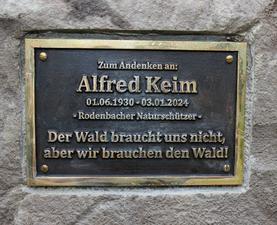 Zum Andenken an:
Alfred Keim
01.06.1930 - 03.01.2024
- Rodenbacher Naturschützer -
Der Wald braucht uns nicht,
aber wir brauchen den Wald!